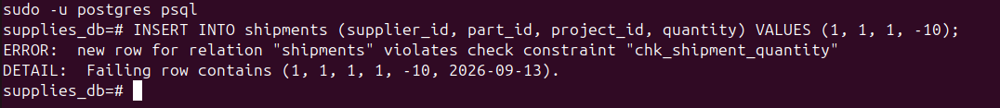 sudo -u postgres psql
supplies_db=# INSERT INTO shipments (supplier_id, part_id, project_id, quantity) VALUES (1, 1, 1, -10);
ERROR:  new row for relation "shipments" violates check constraint "chk_shipment_quantity"
DETAIL:  Failing row contains (1, 1, 1, 1, -10, 2026-09-13).
supplies_db=#